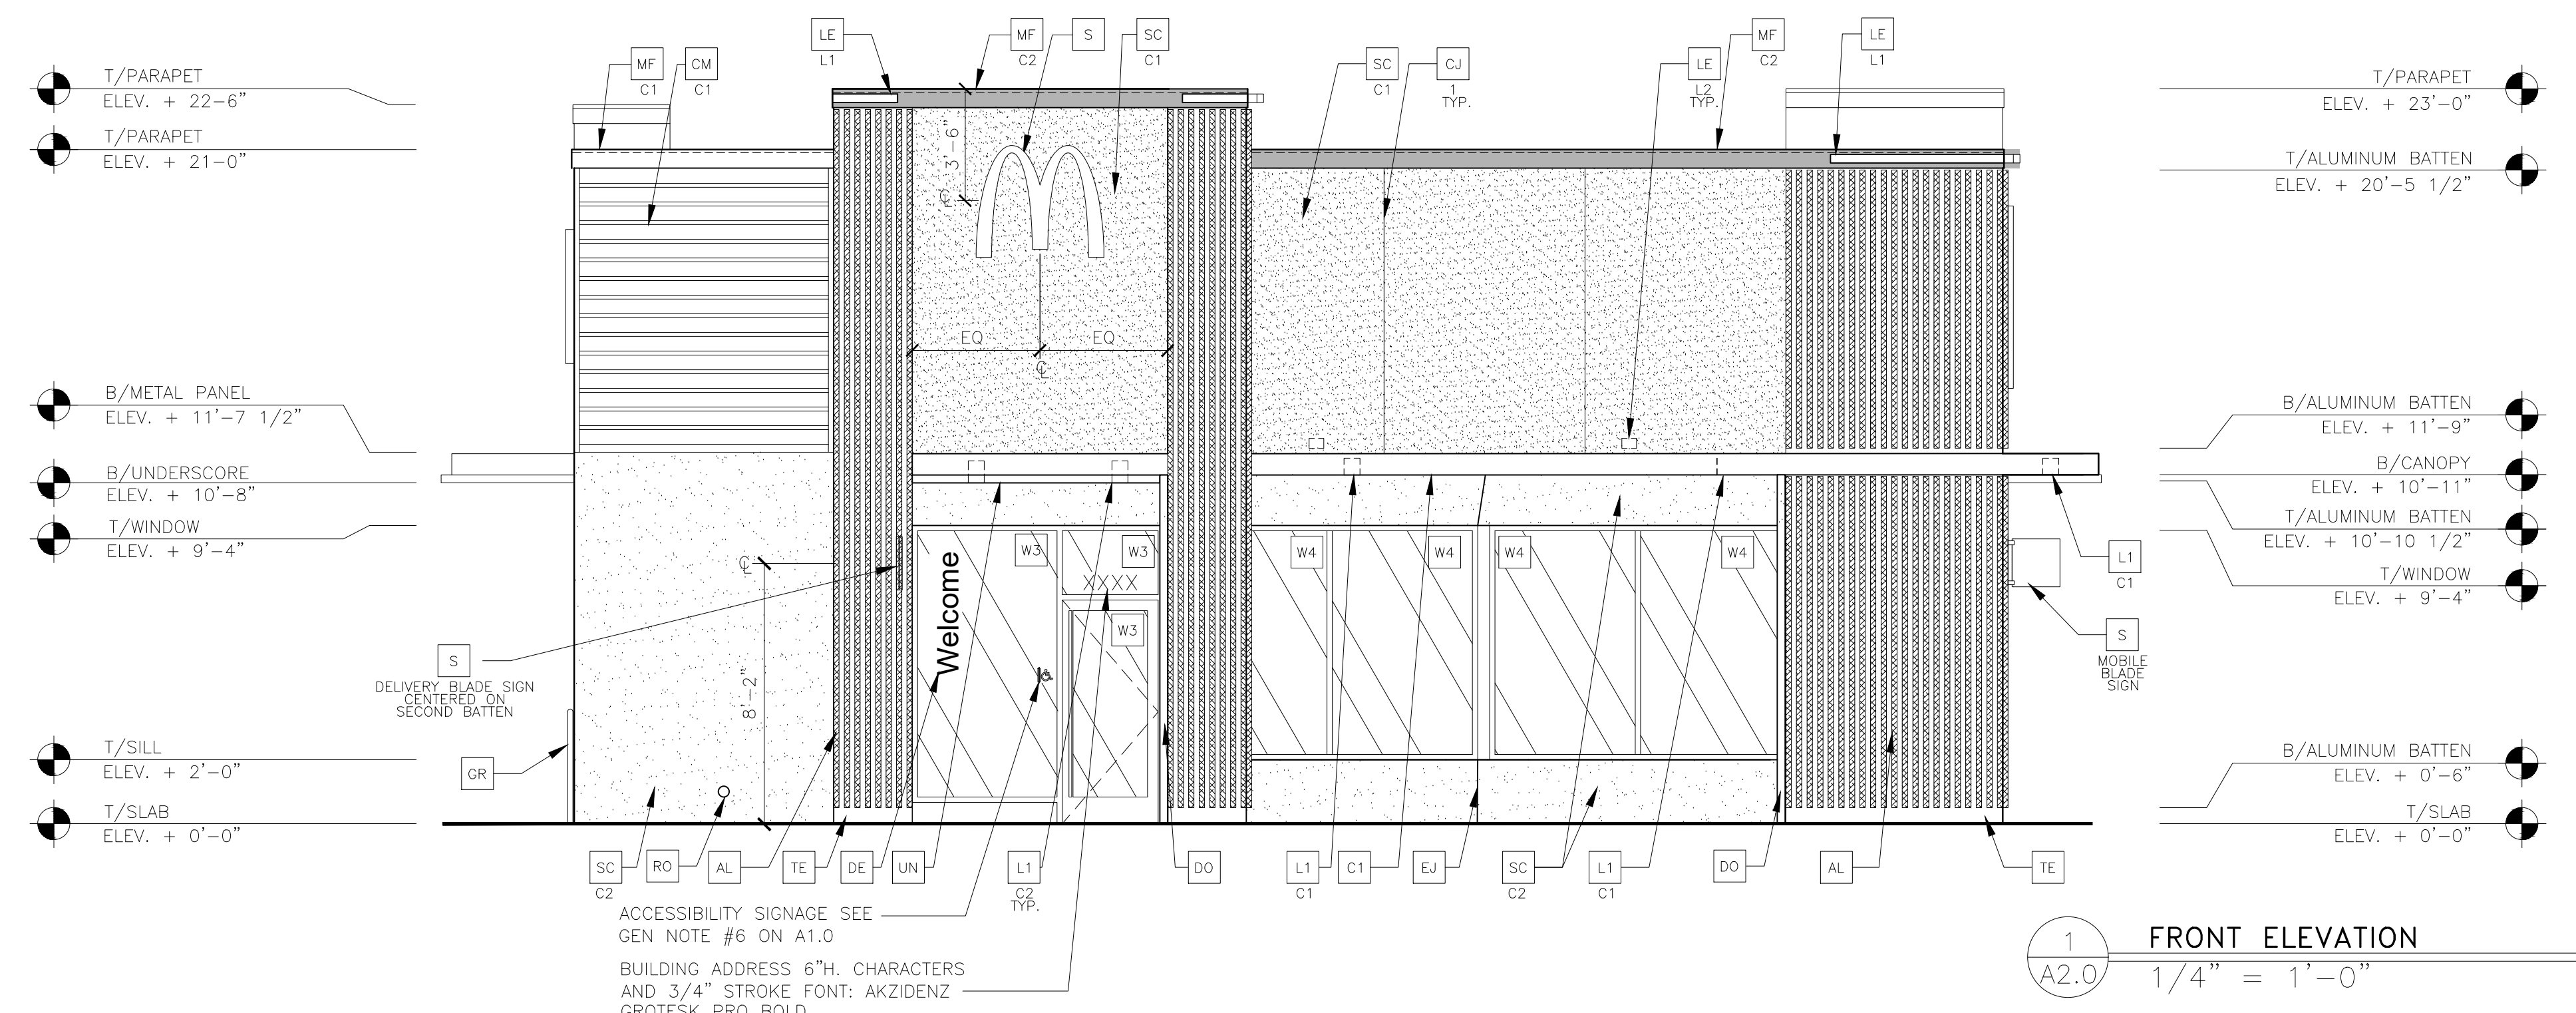 LE
L1
MF
C2
S
SC
C1
MF
C2
LE
L1
MF
C1
CM
C1
SC
C1
CJ
1
TYP.
LE
L2
TYP.
T/PARAPET
ELEV. + 22-6"
T/PARAPET
ELEV. + 21-0"
B/METAL PANEL
ELEV. + 11'-7 1/2"
B/UNDERSCORE
ELEV. + 10'-8"
T/WINDOW
ELEV. + 9'-4"
T/SILL
ELEV. + 2'-0"
T/SLAB
ELEV. + 0'-0"
3'-6"
℄
EQ
EQ
℄
℄
8'-2"
Welcome
W3
W3
XXXX
W3
W4
W4
W4
W4
S
DELIVERY BLADE SIGN
CENTERED ON
SECOND BATTEN
GR
T/PARAPET
ELEV. + 23'-0"
T/ALUMINUM BATTEN
ELEV. + 20'-5 1/2"
B/ALUMINUM BATTEN
ELEV. + 11'-9"
B/CANOPY
ELEV. + 10'-11"
T/ALUMINUM BATTEN
ELEV. + 10'-10 1/2"
T/WINDOW
ELEV. + 9'-4"
B/ALUMINUM BATTEN
ELEV. + 0'-6"
T/SLAB
ELEV. + 0'-0"
L1
C1
S
MOBILE
BLADE
SIGN
SC
C2
RO
AL
TE
DE
UN
L1
C2
TYP.
DO
L1
C1
C1
EJ
SC
C2
L1
C1
DO
AL
TE
ACCESSIBILITY SIGNAGE SEE
GEN NOTE #6 ON A1.0
BUILDING ADDRESS 6"H. CHARACTERS
AND 3/4" STROKE FONT: AKZIDENZ
GROTESK PRO BOLD
1
A2.0
FRONT ELEVATION
1/4" = 1'-0"